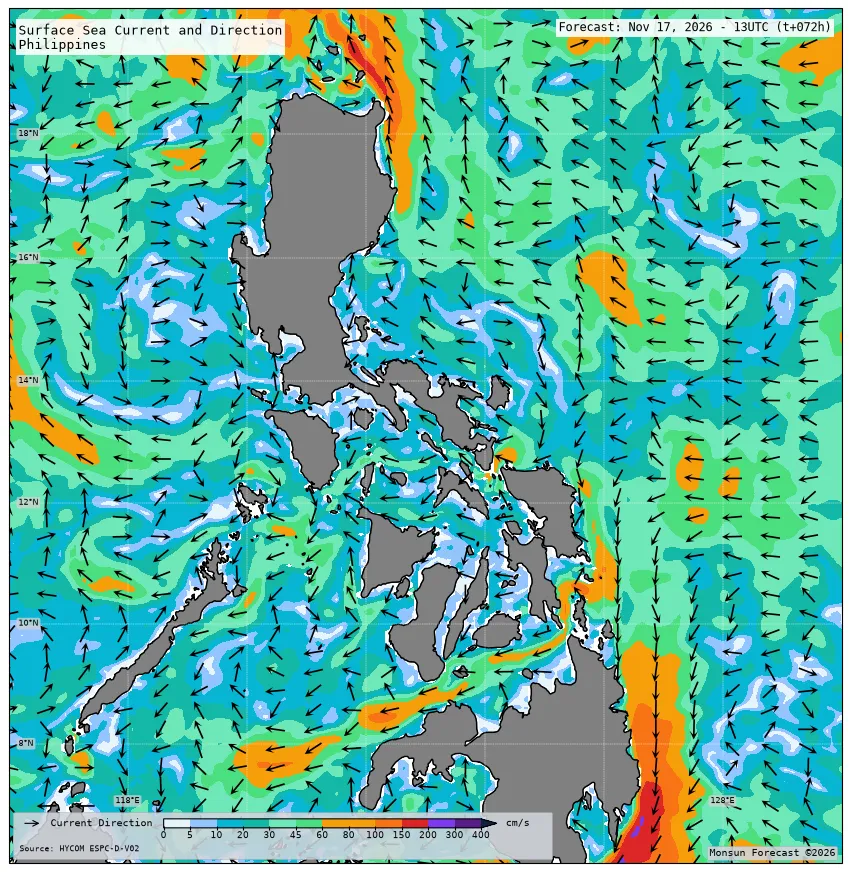 Surface Sea Current and Direction
Philippines
Forecast: Nov 17, 2026 - 13UTC (t+072h)
18°N
16°N
14°N
12°N
10°N
8°N
118°E
128°E
Current Direction
0 5 10 20 30 45 60 80 100 150 200 300 400
cm/s
Source: HYCOM ESPC-D-V02
Monsun Forecast ©2026